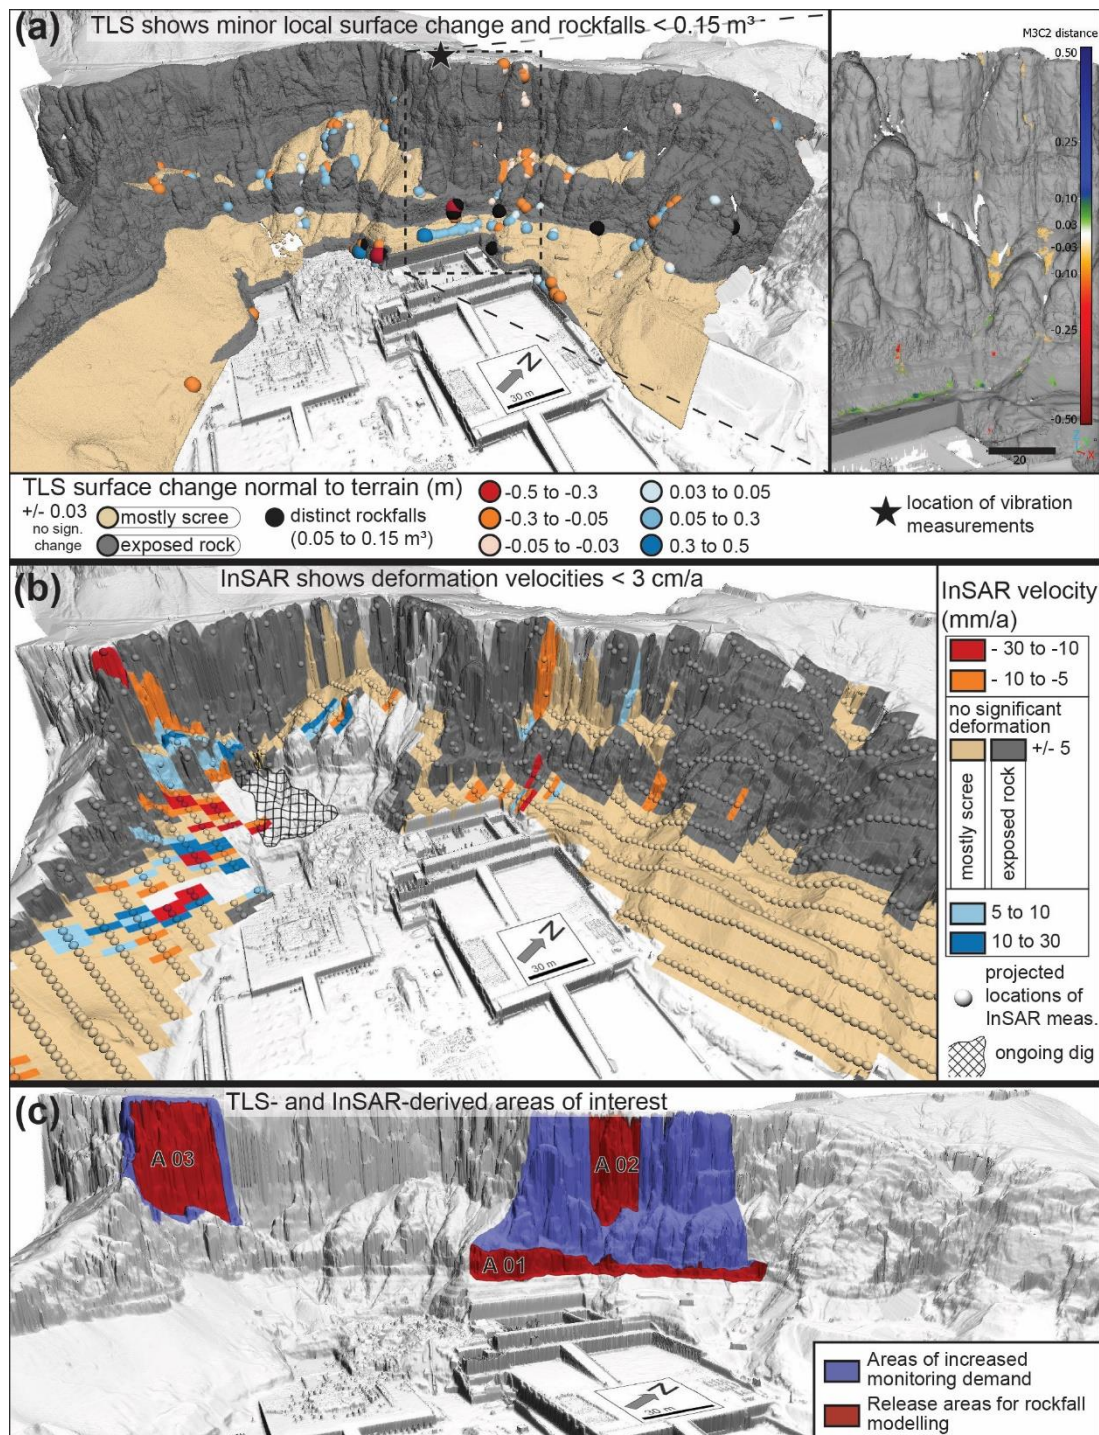 (a) TLS shows minor local surface change and rockfalls < 0.15 m³
M3C2 distance
0.50
0.25
0.10
0.03
-0.03
-0.10
-0.25
-0.50
20
X
N
30 m
TLS surface change normal to terrain (m)
+/- 0.03
no sign.
change
mostly scree
exposed rock
distinct rockfalls
(0.05 to 0.15 m³)
-0.5 to -0.3
-0.3 to -0.05
-0.05 to -0.03
0.03 to 0.05
0.05 to 0.3
0.3 to 0.5
location of vibration
measurements
(b) InSAR shows deformation velocities < 3 cm/a
InSAR velocity
(mm/a)
- 30 to -10
- 10 to -5
no significant
deformation
+/- 5
mostly scree
exposed rock
5 to 10
10 to 30
projected
locations of
InSAR meas.
ongoing dig
N
30 m
(c) TLS- and InSAR-derived areas of interest
A 03
A 02
A 01
N
30 m
Areas of increased
monitoring demand
Release areas for rockfall
modelling